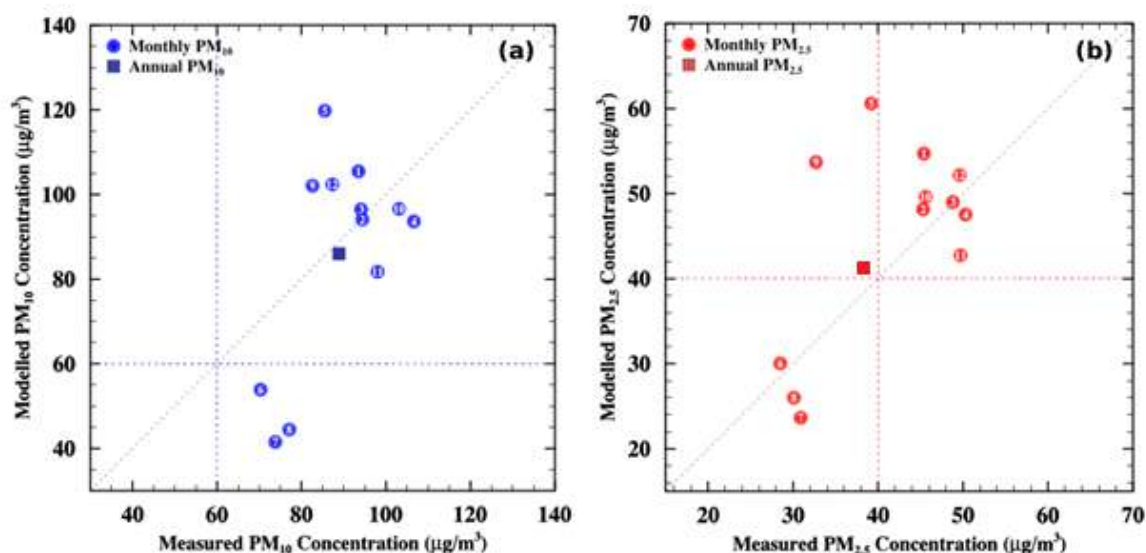 (a)
Monthly PM₁₀
Annual PM₁₀
Modelled PM₁₀ Concentration (μg/m³)
140
120
100
80
60
40
40 60 80 100 120 140
Measured PM₁₀ Concentration (μg/m³)
(b)
Monthly PM₂.₅
Annual PM₂.₅
Modelled PM₂.₅ Concentration (μg/m³)
70
60
50
40
30
20
20 30 40 50 60 70
Measured PM₂.₅ Concentration (μg/m³)